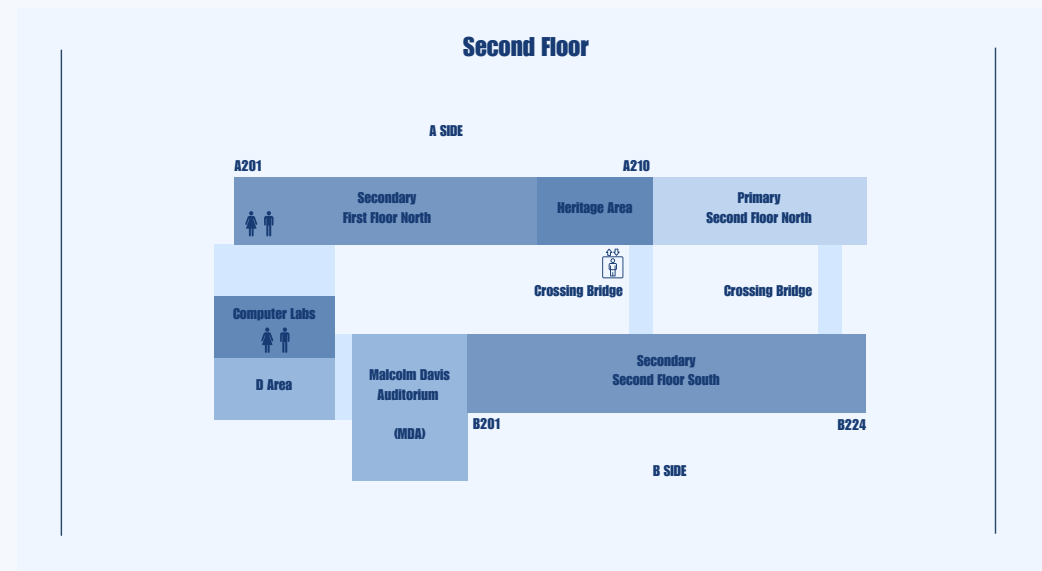 Second Floor
A SIDE
A201
A210
Secondary
First Floor North
Heritage Area
Primary
Second Floor North
Crossing Bridge
Crossing Bridge
Computer Labs
D Area
Malcolm Davis
Auditorium
(MDA)
Secondary
Second Floor South
B201
B224
B SIDE